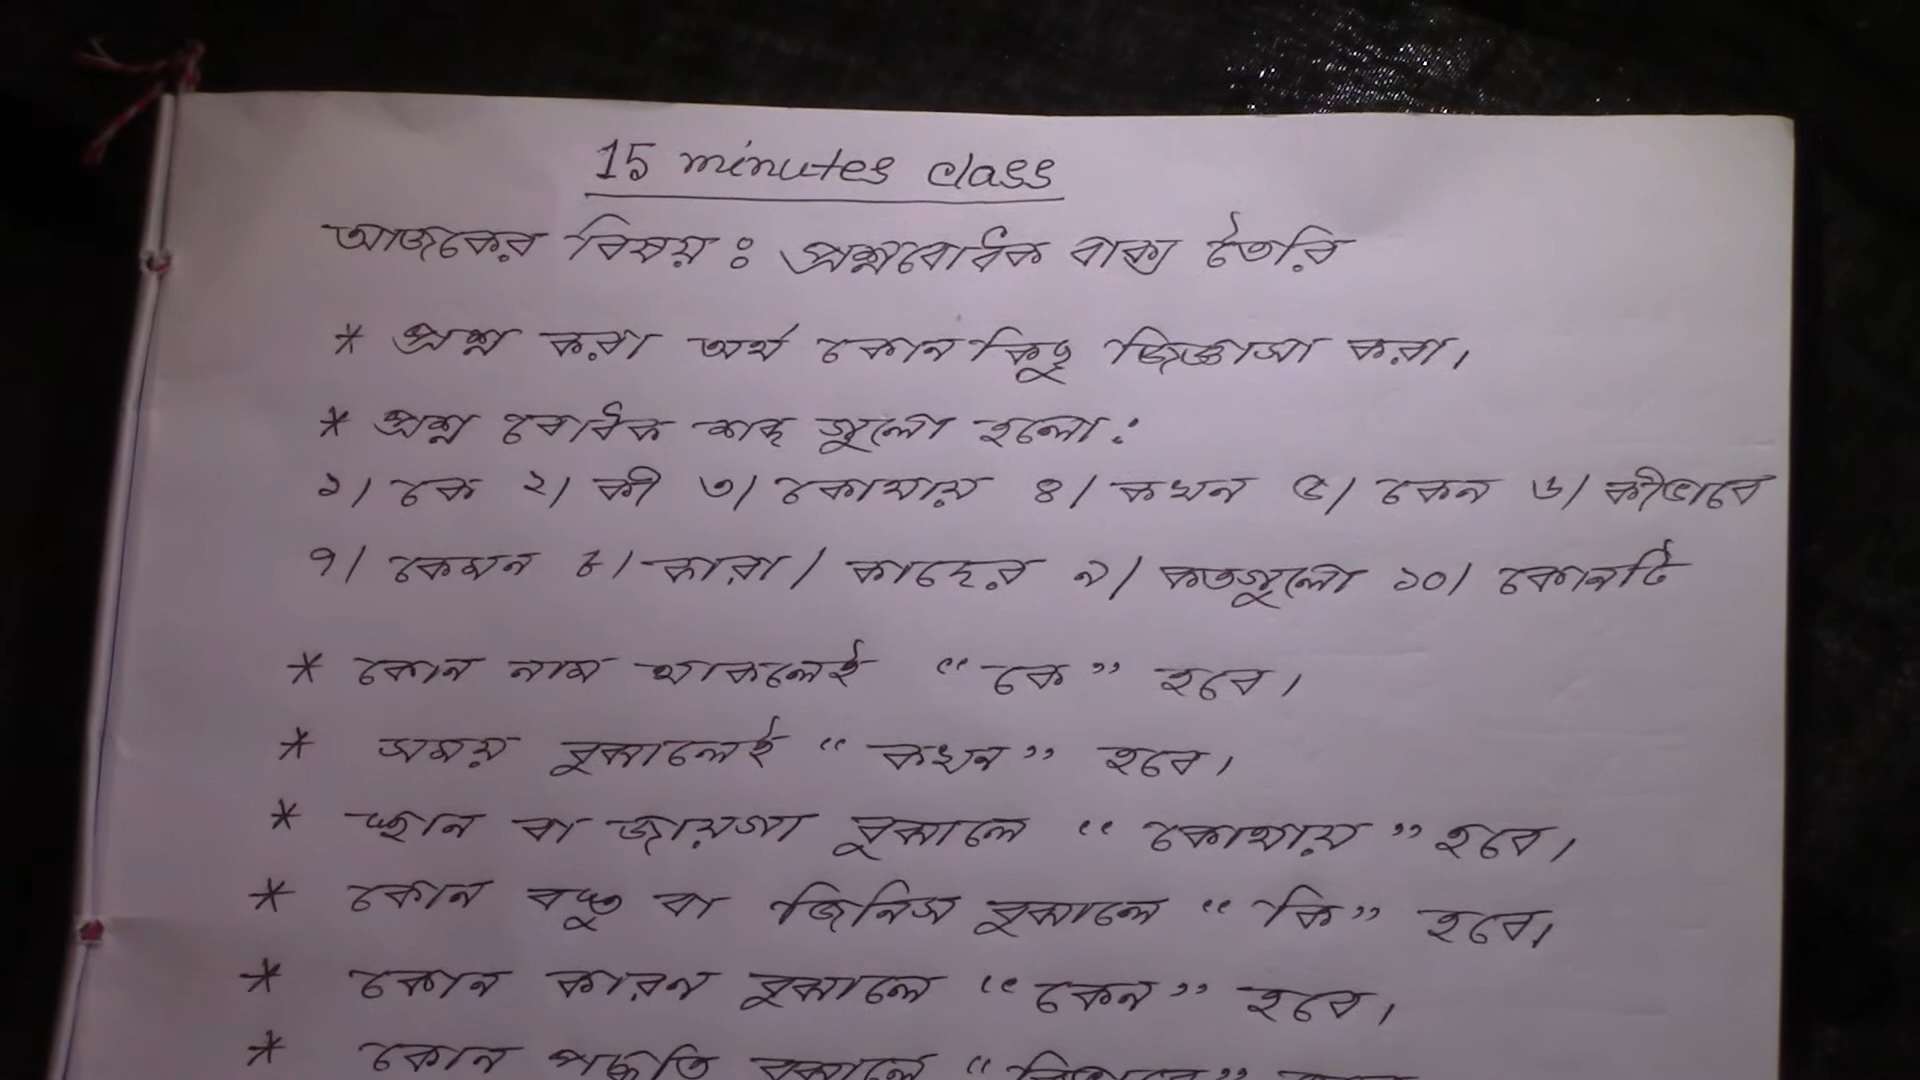 15 minutes class
আজকের বিষয় : প্রশ্নবোধক বাক্য তৈরি
* প্রশ্ন করা অর্থ কোন কিছু জিজ্ঞাসা করা।
* প্রশ্ন বোধক শব্দ গুলো হলো :
১। কে ২। কী ৩। কোথায় ৪। কখন ৫। কেন ৬। কীভাবে
৭। কেমন ৮। কারা / কাদের ৯। কতগুলো ১০। কোনটি
* কোন নাম থাকলেই “কে” হবে।
* সময় বুঝালেই “কখন” হবে।
* স্থান বা জায়গা বুঝালে “কোথায়” হবে।
* কোন বস্তু বা জিনিস বুঝালে “কি” হবে।
* কোন কারন বুঝালে “কেন” হবে।
* কোন পদ্ধতি বুঝালে “কিভাবে”